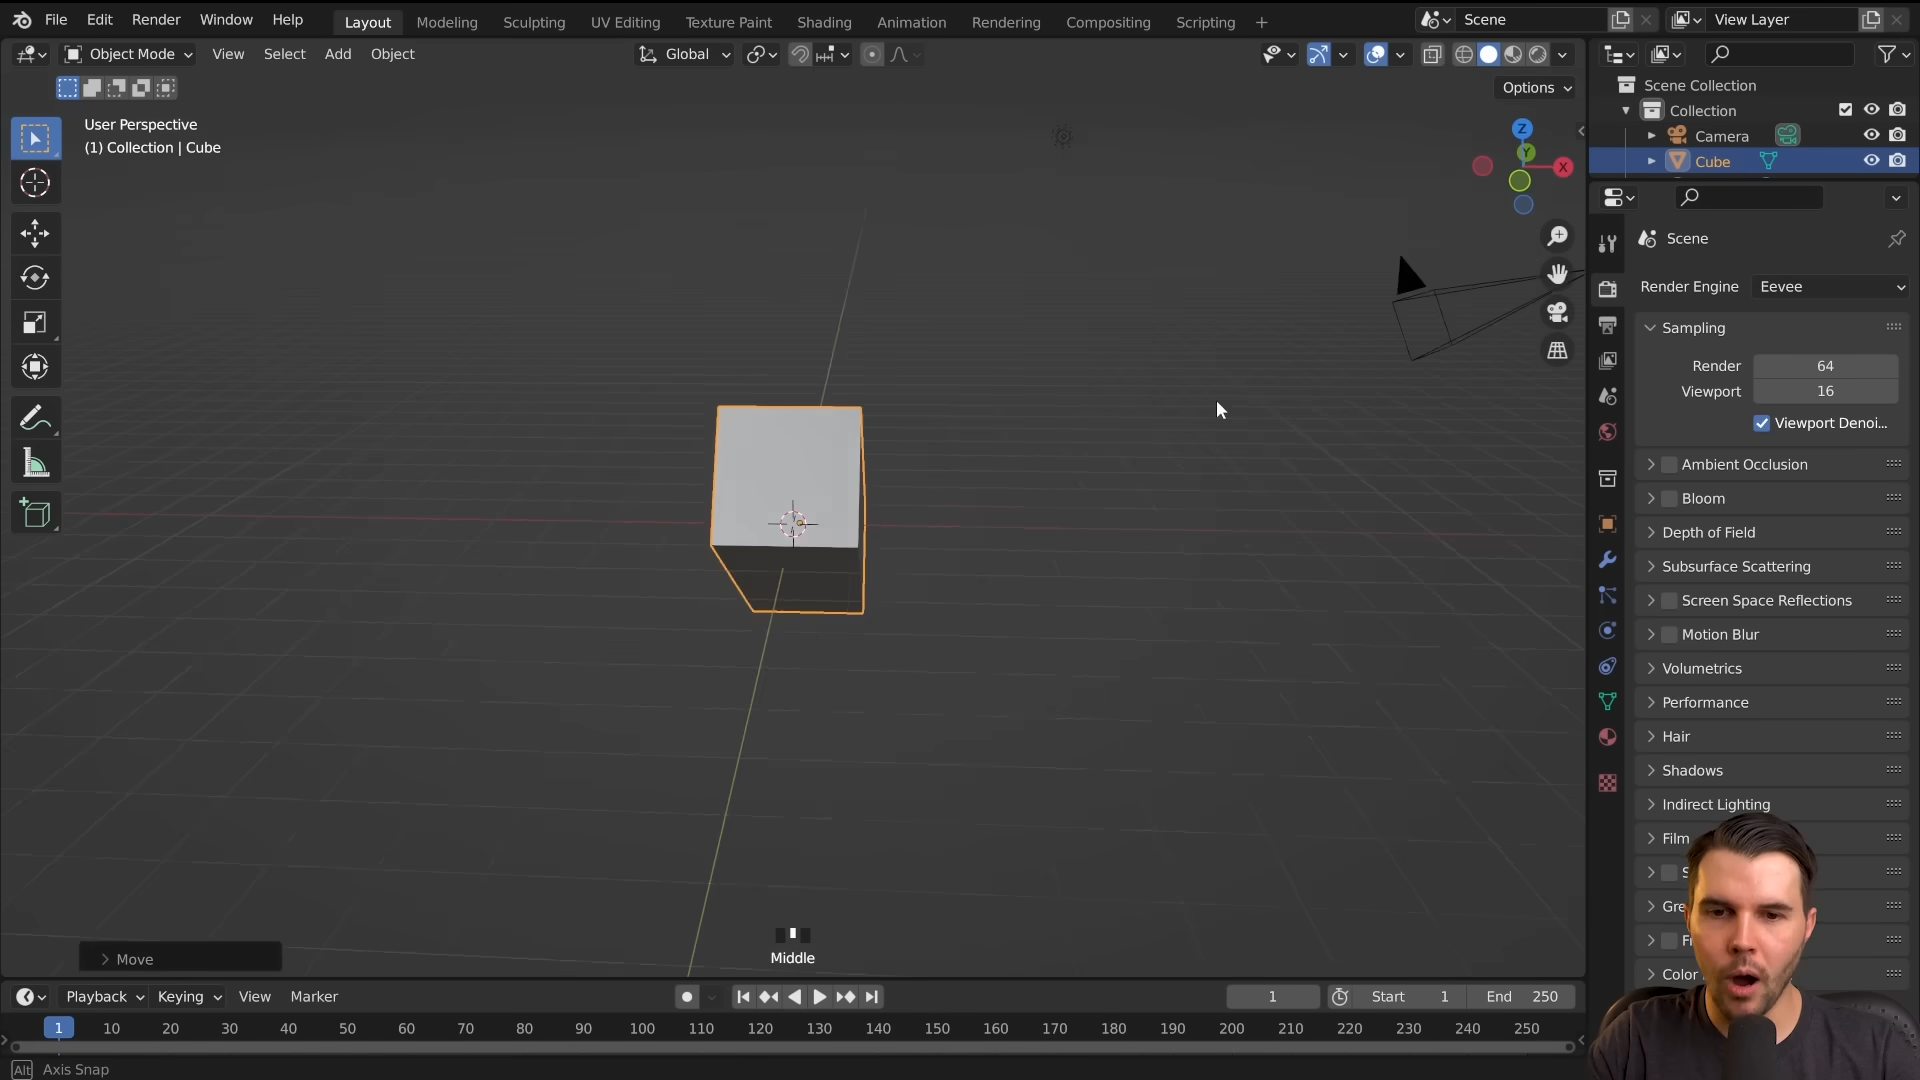 File Edit Render Window Help Layout Modeling Sculpting UV Editing Texture Paint Shading Animation Rendering Compositing Scripting + Scene View Layer
Object Mode View Select Add Object Global
Options
User Perspective
(1) Collection | Cube
Z
Y
X
Scene Collection
Collection
Camera
Cube
Scene
Render Engine Eevee
Sampling
Render 64
Viewport 16
Viewport Denoi...
Ambient Occlusion
Bloom
Depth of Field
Subsurface Scattering
Screen Space Reflections
Motion Blur
Volumetrics
Performance
Hair
Shadows
Indirect Lighting
Film
S
Gre
Fr
Color
Move
Middle
Playback Keying View Marker 1 Start 1 End 250
1 10 20 30 40 50 60 70 80 90 100 110 120 130 140 150 160 170 180 190 200 210 220 230 240 250
Alt Axis Snap